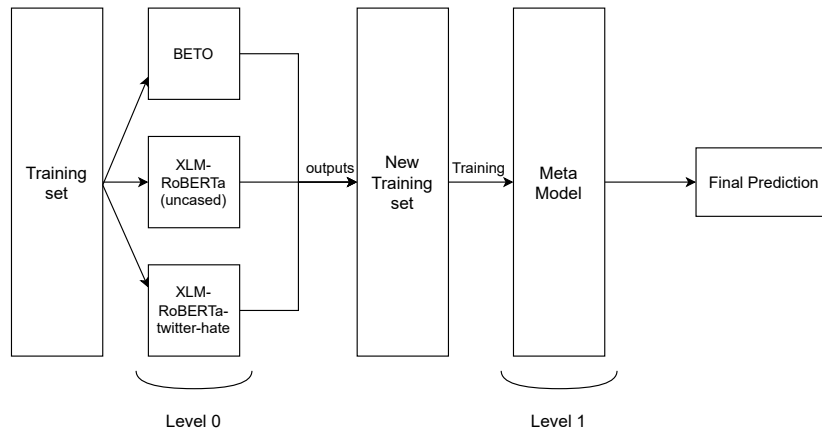 Training
set
BETO
XLM-
RoBERTa
(uncased)
XLM-
RoBERTa-
twitter-hate
outputs
New
Training
set
Training
Meta
Model
Final Prediction
Level 0
Level 1